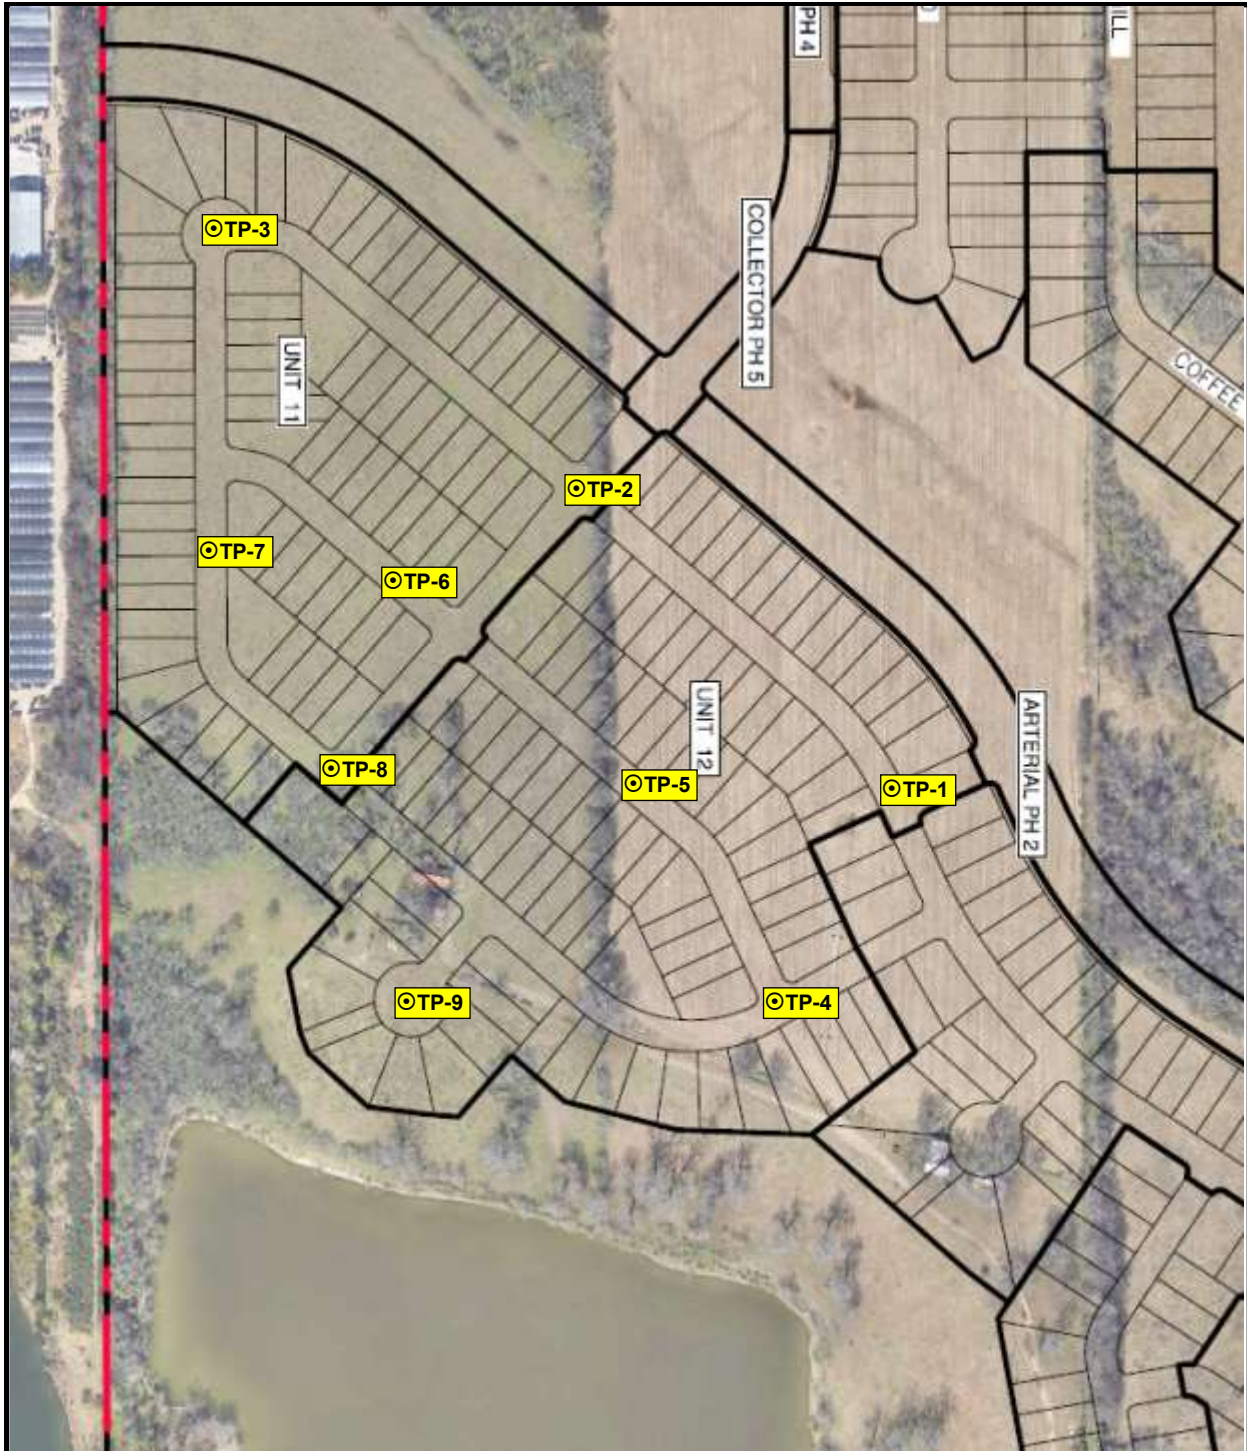 PH 4
ILL
COLLECTOR PH 5
COFFEE
TP-3
UNIT 11
TP-2
TP-7
TP-6
UNIT 12
ARTERIAL PH 2
TP-8
TP-5
TP-1
TP-9
TP-4